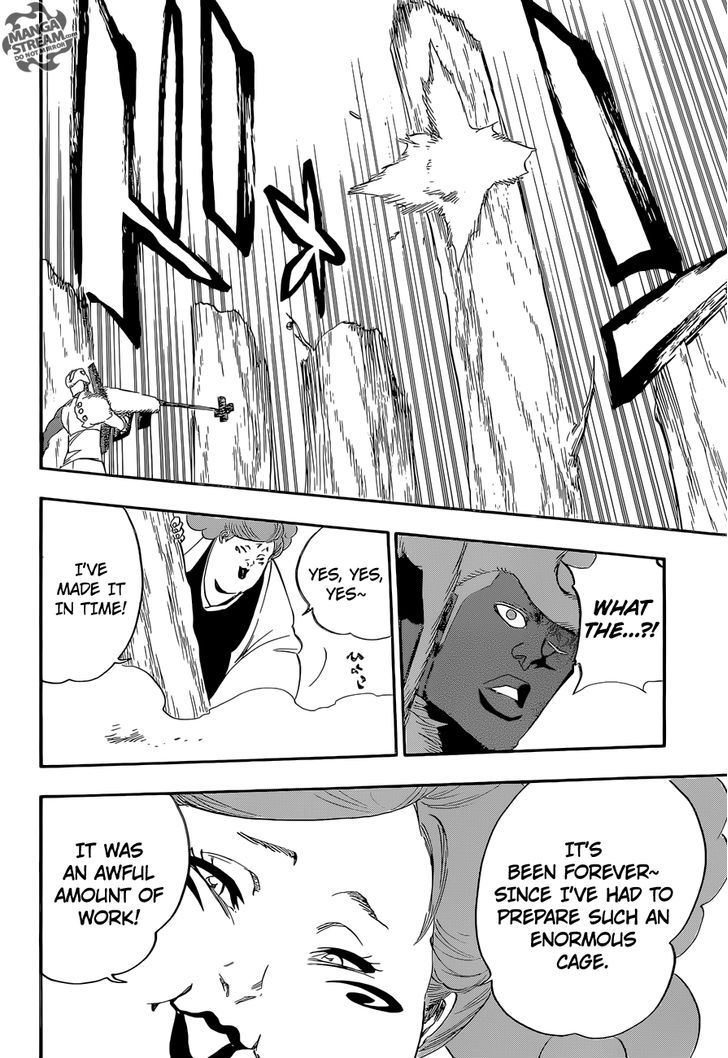 MANGA
STREAM.com
DO NOT MIRROR
WHAT
THE...?!
YES, YES,
YES~
I'VE
MADE IT
IN TIME!
IT'S
BEEN FOREVER~
SINCE I'VE HAD TO
PREPARE SUCH AN
ENORMOUS
CAGE.
IT WAS
AN AWFUL
AMOUNT OF
WORK!